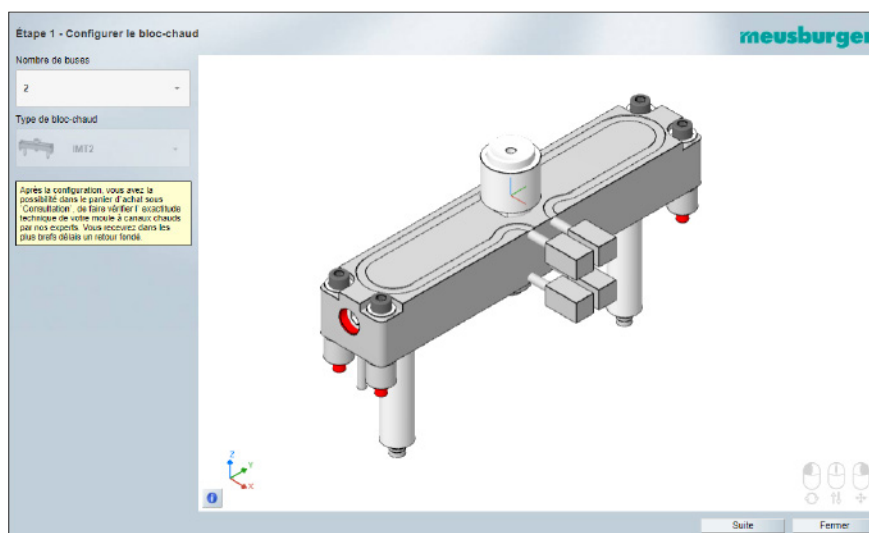 Étape 1 - Configurer le bloc-chaud
meusburger
Nombre de buses
2
Type de bloc-chaud
IMT2
Après la configuration, vous avez la
possibilité dans le panier d'achat sous
'Consultation', de faire vérifier l' exactitude
technique de votre moule à canaux chauds
par nos experts. Vous recevrez dans les
plus brefs délais un retour fondé.
Z
Y
X
Suite
Fermer